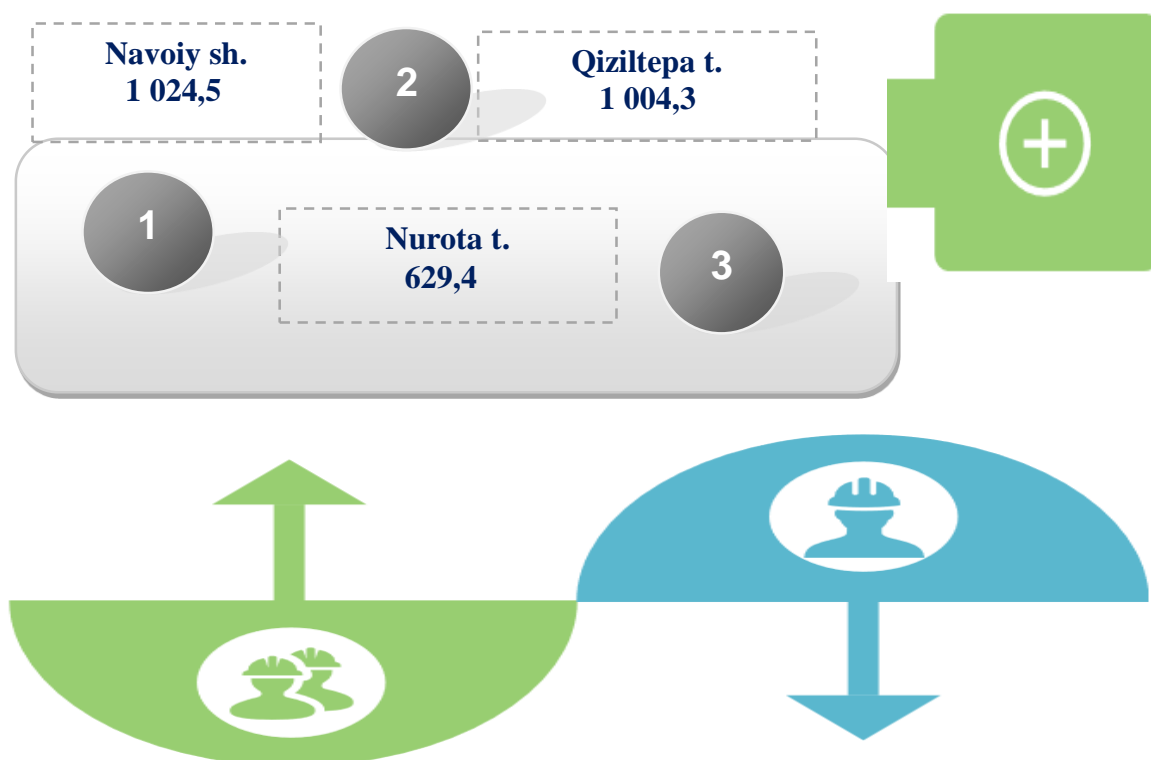 Navoiy sh.
1 024,5
2
Qiziltepa t.
1 004,3
1
Nurota t.
629,4
3